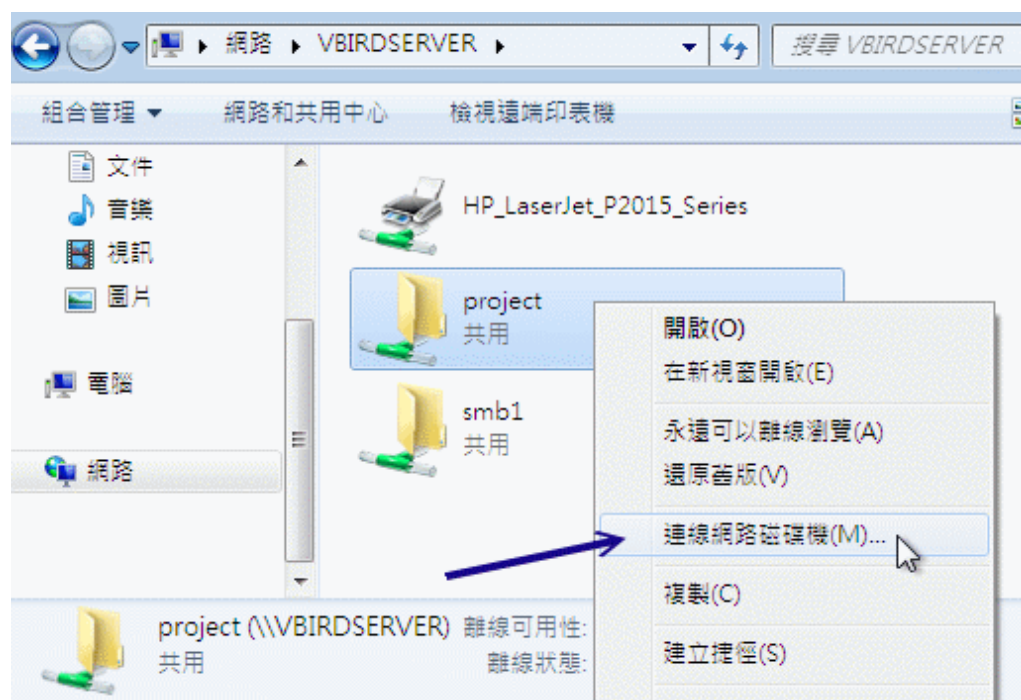 網路 ▸ VBIRDSERVER ▸
搜尋 VBIRDSERVER
組合管理 網路和共用中心 檢視遠端印表機
文件
音樂
視訊
圖片
電腦
網路
HP_LaserJet_P2015_Series
project
共用
smb1
共用
開啟(O)
在新視窗開啟(E)
永遠可以離線瀏覽(A)
還原舊版(V)
連線網路磁碟機(M)...
複製(C)
建立捷徑(S)
project (\\VBIRDSERVER) 離線可用性:
共用 離線狀態: